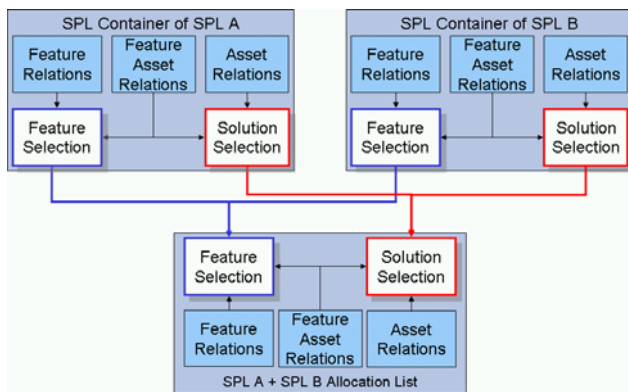 SPL Container of SPL A
Feature
Relations
Feature
Asset
Relations
Asset
Relations
Feature
Selection
Solution
Selection
SPL Container of SPL B
Feature
Relations
Feature
Asset
Relations
Asset
Relations
Feature
Selection
Solution
Selection
Feature
Selection
Solution
Selection
Feature
Relations
Feature
Asset
Relations
Asset
Relations
SPL A + SPL B Allocation List